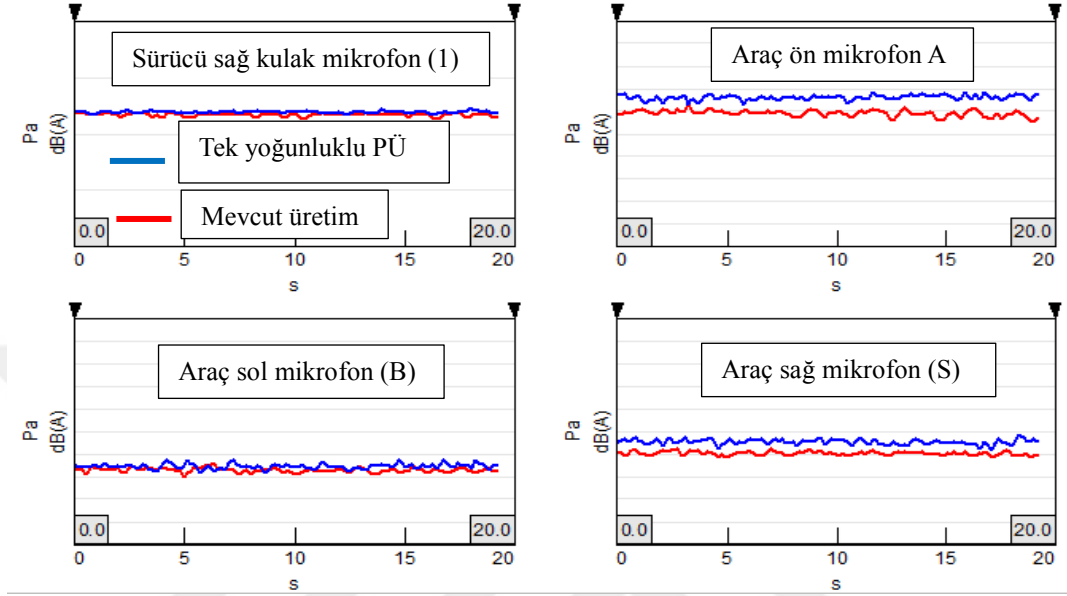 Sürücü sağ kulak mikrofon (1)
Pa
dB(A)
Tek yoğunluklu PÜ
Mevcut üretim
0.0
20.0
0 5 10 15 20
s
Araç ön mikrofon A
Pa
dB(A)
0.0
20.0
0 5 10 15 20
s
Araç sol mikrofon (B)
Pa
dB(A)
0.0
20.0
0 5 10 15 20
s
Araç sağ mikrofon (S)
Pa
dB(A)
0.0
20.0
0 5 10 15 20
s